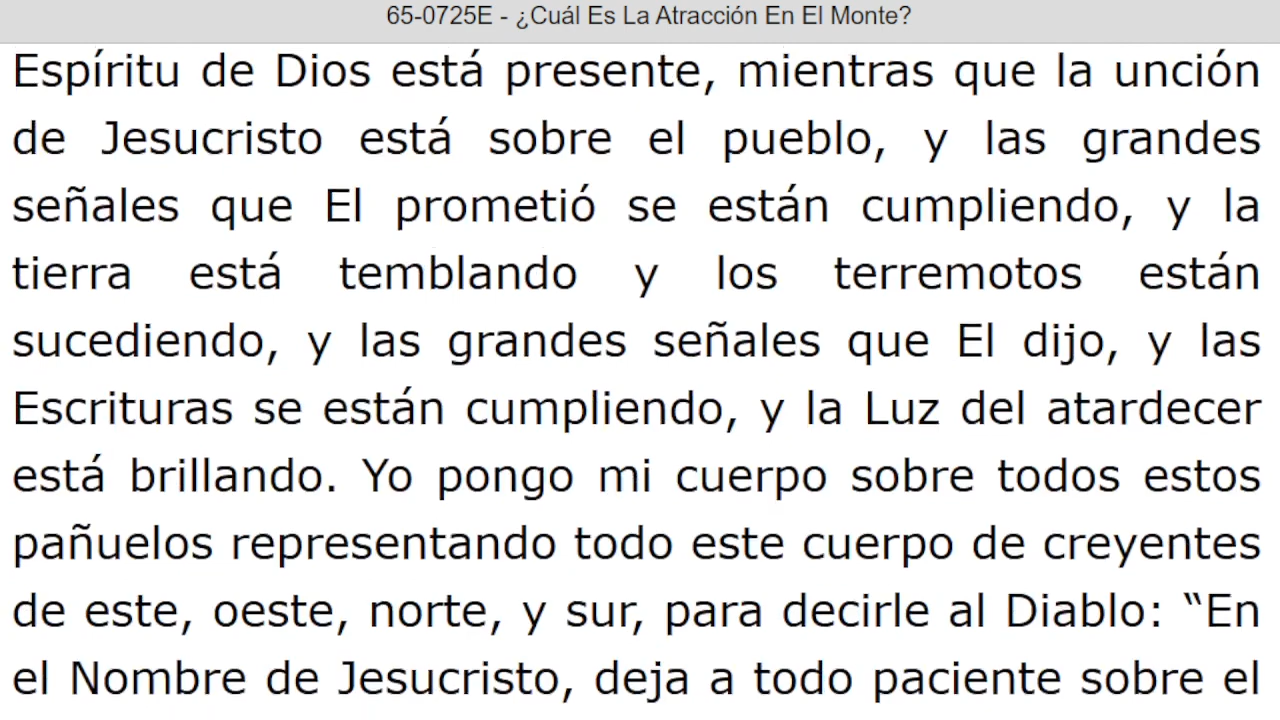 65-0725E - ¿Cuál Es La Atracción En El Monte?
Espíritu de Dios está presente, mientras que la unción
de Jesucristo está sobre el pueblo, y las grandes
señales que El prometió se están cumpliendo, y la
tierra está temblando y los terremotos están
sucediendo, y las grandes señales que El dijo, y las
Escrituras se están cumpliendo, y la Luz del atardecer
está brillando. Yo pongo mi cuerpo sobre todos estos
pañuelos representando todo este cuerpo de creyentes
de este, oeste, norte, y sur, para decirle al Diablo: “En
el Nombre de Jesucristo, deja a todo paciente sobre el